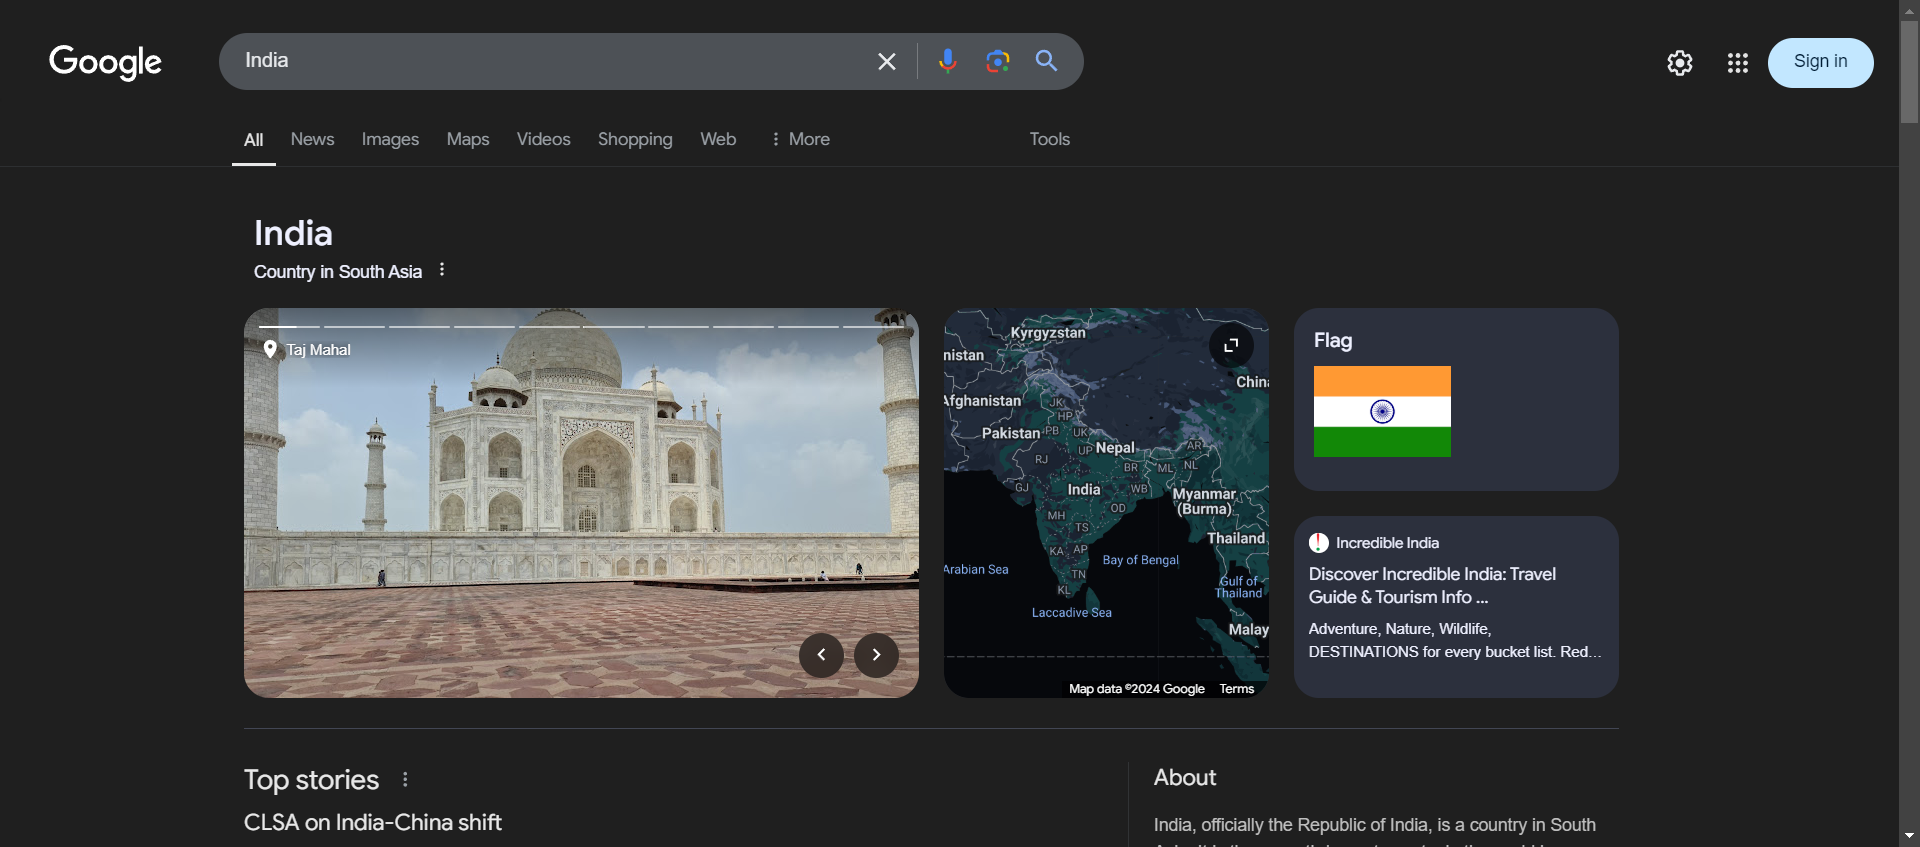 Google
India
Sign in
All
News
Images
Maps
Videos
Shopping
Web
More
Tools
India
Country in South Asia
Taj Mahal
Kyrgyzstan
nistan
China
Afghanistan
JK
HP
Pakistan
PB
UK
UP
Nepal
AR
RJ
BR
ML
NL
GJ
India
WB
Myanmar
(Burma)
OD
MH
TS
Thailand
KA
AP
Bay of Bengal
Arabian Sea
TN
Gulf of
Thailand
KL
Laccadive Sea
Malay
Map data ©2024 Google
Terms
Flag
Incredible India
Discover Incredible India: Travel
Guide & Tourism Info ...
Adventure, Nature, Wildlife,
DESTINATIONS for every bucket list. Red...
Top stories
CLSA on India-China shift
About
India, officially the Republic of India, is a country in South